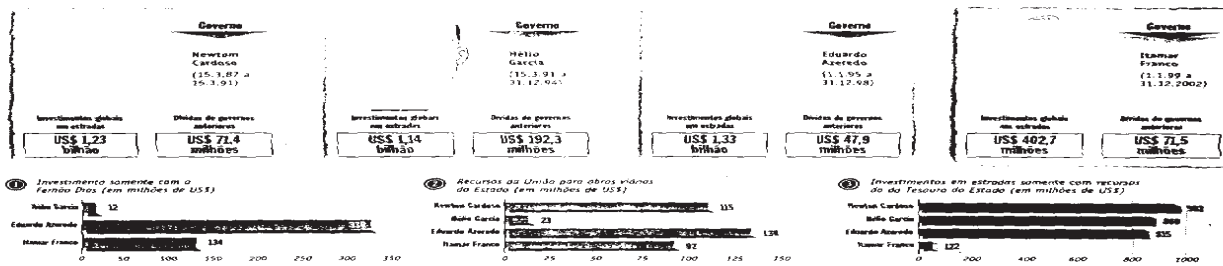 Governo
Newton
Cardoso
(15.3.87 a
15.3.91)
Investimentos globais
em estradas
Dívidas de governos
anteriores
US$ 1,23
bilhão
US$ 71,4
milhões
Governo
Hélio
Garcia
(15.3.91 a
31.12.94)
Investimentos globais
em estradas
Dívidas de governos
anteriores
US$ 1,14
bilhão
US$ 192,3
milhões
Governo
Eduardo
Azeredo
(1.1.95 a
31.12.98)
Investimentos globais
em estradas
Dívidas de governos
anteriores
US$ 1,33
bilhão
US$ 47,9
milhões
Governo
Itamar
Franco
(1.1.99 a
31.12.2002)
Investimentos globais
em estradas
Dívidas de governos
anteriores
US$ 402,7
milhões
US$ 71,5
milhões
1 Investimento somente com a
Fernão Dias (em milhões de US$)
Hélio Garcia 12
Eduardo Azeredo
Itamar Franco 134
0 50 100 150 200 250 300 350
2 Recursos da União para obras viárias
do Estado (em milhões de US$)
Newton Cardoso 115
Hélio Garcia 23
Eduardo Azeredo
Itamar Franco 92
0 25 50 75 100 125 150
3 Investimentos em estradas somente com recursos
do do Tesouro do Estado (em milhões de US$)
Newton Cardoso
Hélio Garcia
Eduardo Azeredo 835
Itamar Franco 122
0 200 400 600 800 1000